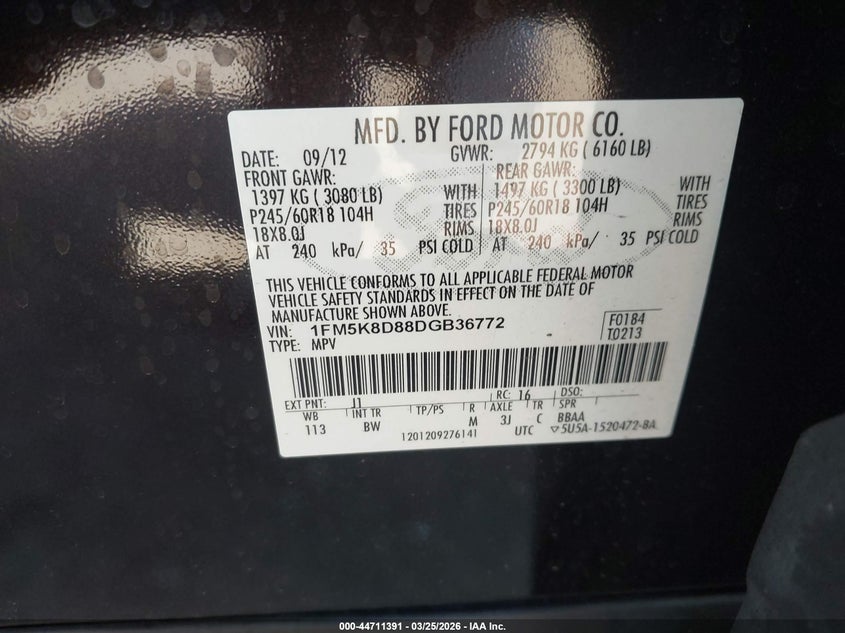 MFD. BY FORD MOTOR CO.
DATE: 09/12 GVWR: 2794 KG ( 6160 LB)
FRONT GAWR: REAR GAWR:
1397 KG ( 3080 LB) WITH 1497 KG ( 3300 LB) WITH
P245/60R18 104H TIRES P245/60R18 104H TIRES
18X8.0J RIMS 18X8.0J RIMS
AT 240 kPa/ 35 PSI COLD AT 240 kPa/ 35 PSI COLD
THIS VEHICLE CONFORMS TO ALL APPLICABLE FEDERAL MOTOR
VEHICLE SAFETY STANDARDS IN EFFECT ON THE DATE OF
MANUFACTURE SHOWN ABOVE.
VIN: 1FM5K8D88DGB36772 F0184
TYPE: MPV T0213
EXT PNT: J1 RC: 16 DSO:
WB INT TR TP/PS R AXLE TR SPR
113 BW M 3J C BBAA
1201209276141 UTC ▽5U5A-1520472-BA
000-44711391 - 03/25/2026 - IAA Inc.